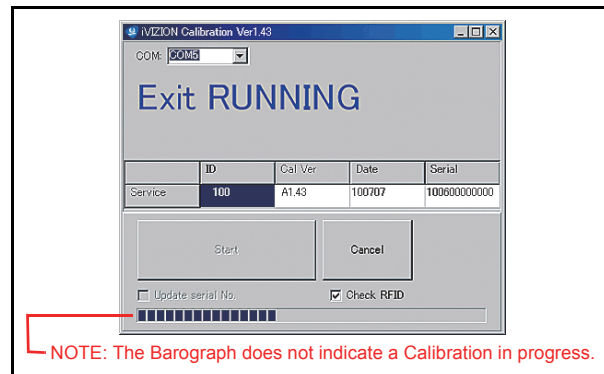 iVIZION Calibration Ver1.43
COM: COM5
Exit RUNNING
ID Cal Ver Date Serial
Service 100 A1.43 100707 100600000000
Start Cancel
Update serial No. Check RFID
NOTE: The Barograph does not indicate a Calibration in progress.